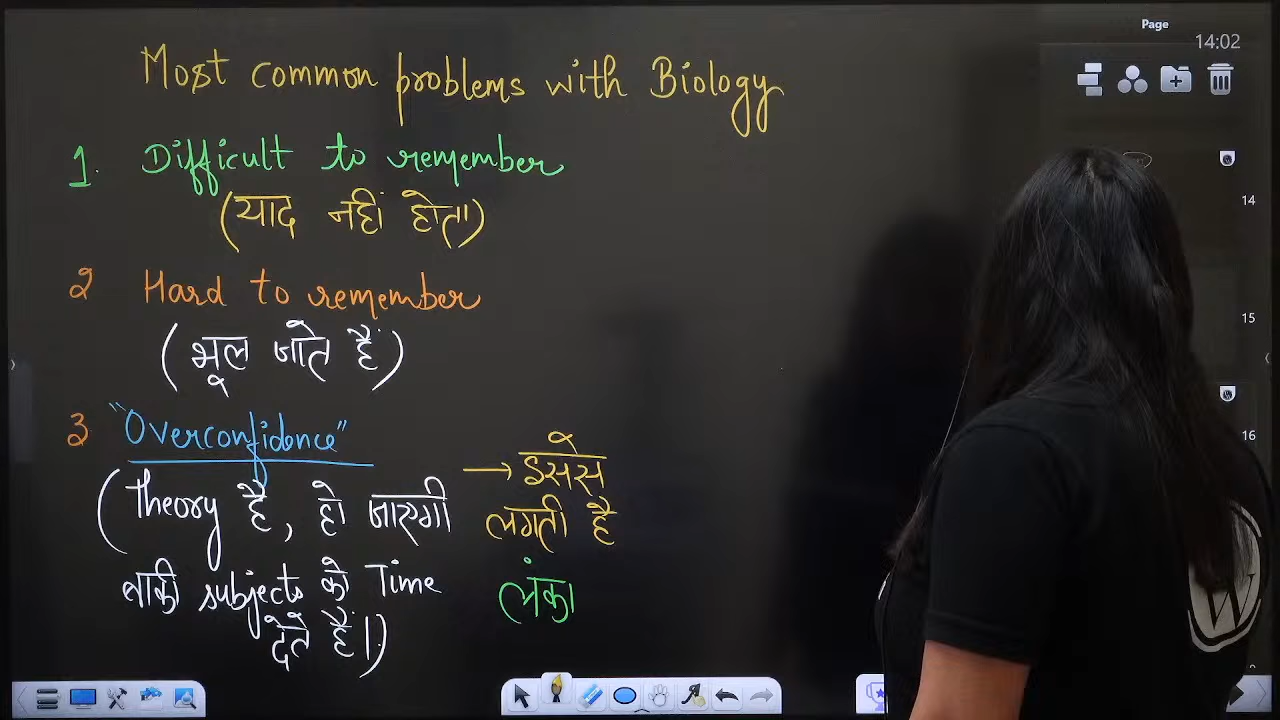 Page
14:02
Most common problems with Biology
1. Difficult to remember
(याद नहीं होता)
14
2 Hard to remember
(भूल जाते हैं)
15
3 "Overconfidence"
16
(Theory है, हो जाएगी
बाकी subjects को Time
देते हैं।)
→ इससे
लगती है
लंका
W